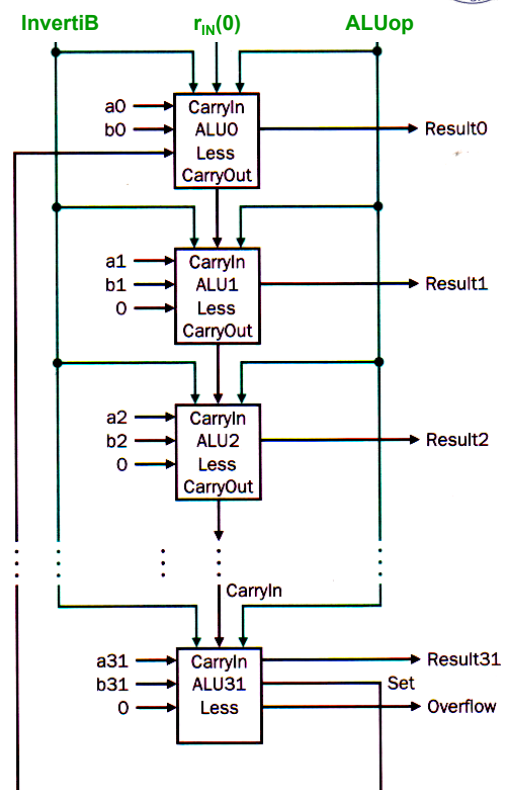 InvertiB rIN(0) ALUop
a0 CarryIn
b0 ALU0 Result0
Less
CarryOut
a1 CarryIn
b1 ALU1 Result1
0 Less
CarryOut
a2 CarryIn
b2 ALU2 Result2
0 Less
CarryOut
CarryIn
a31 CarryIn Result31
b31 ALU31 Set
0 Less Overflow